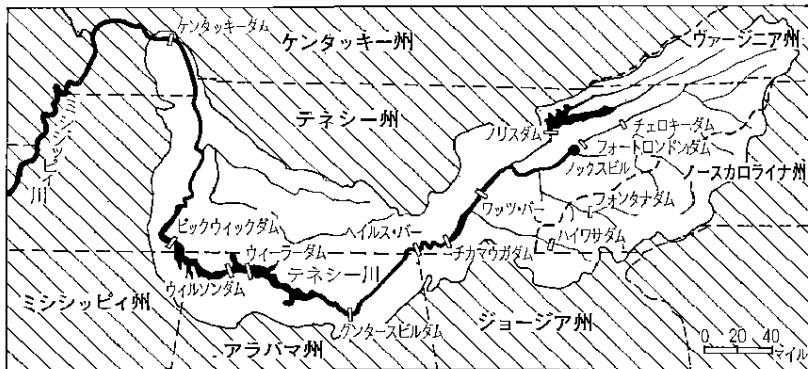 ケンタッキーダム
ケンタッキー州
ヴァージニア州
ミシシッピィ川
テネシー州
ノリスダム
チェロキーダム
フォートロンドンダム
ノックスビル
ノースカロライナ州
ワッツ・バー
フォンタナダム
ピックウィックダム
ヘイルス・バー
ハイワサダム
ウィーラーダム
テネシー川
チカマウガダム
ウィルソンダム
ミシシッピィ州
グンタースビルダム
ジョージア州
アラバマ州
0 20 40
マイル